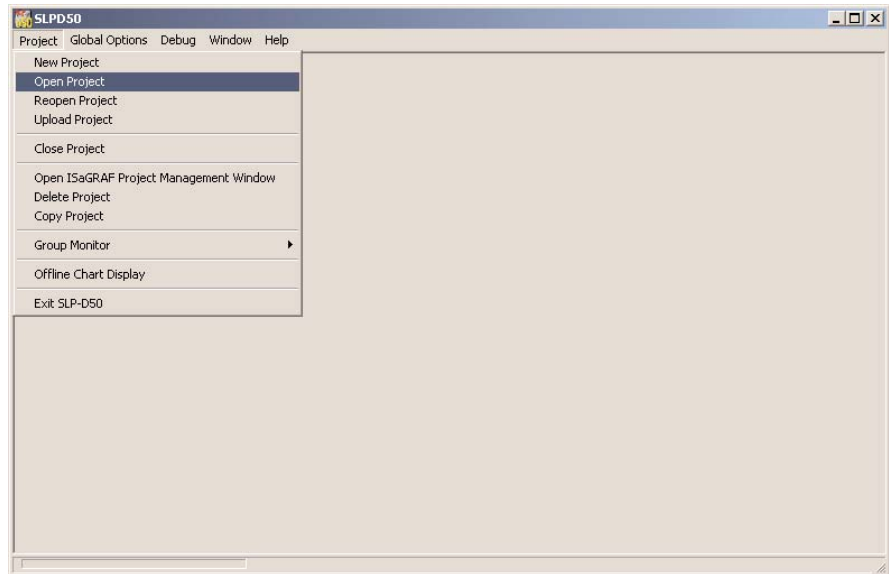 SLPD50
Project Global Options Debug Window Help
New Project
Open Project
Reopen Project
Upload Project
Close Project
Open ISaGRAF Project Management Window
Delete Project
Copy Project
Group Monitor
Offline Chart Display
Exit SLP-D50